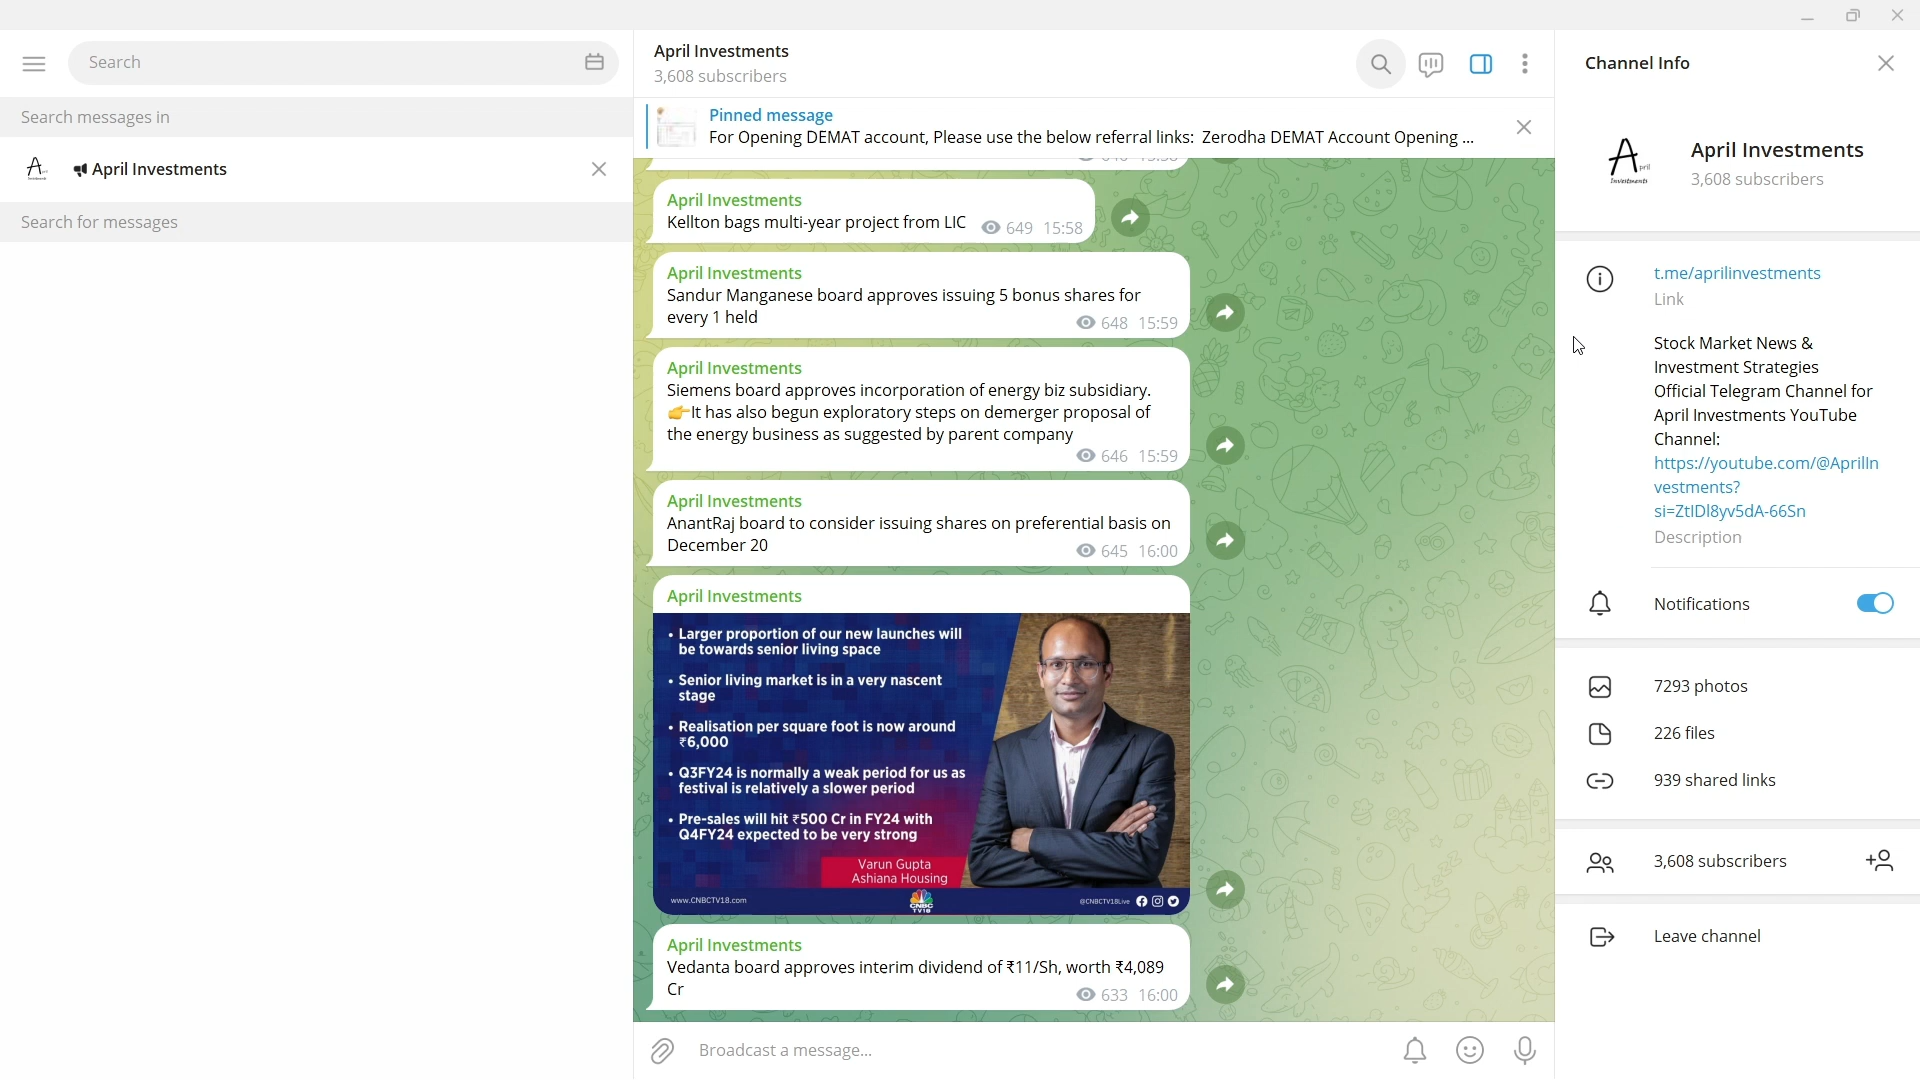 Search
Search messages in
April Investments
Search for messages
April Investments
3,608 subscribers
Pinned message
For Opening DEMAT account, Please use the below referral links: Zerodha DEMAT Account Opening ...
April Investments
Kellton bags multi-year project from LIC 649 15:58
April Investments
Sandur Manganese board approves issuing 5 bonus shares for
every 1 held 648 15:59
April Investments
Siemens board approves incorporation of energy biz subsidiary.
👉It has also begun exploratory steps on demerger proposal of
the energy business as suggested by parent company
646 15:59
April Investments
AnantRaj board to consider issuing shares on preferential basis on
December 20 645 16:00
April Investments
• Larger proportion of our new launches will
be towards senior living space
• Senior living market is in a very nascent
stage
• Realisation per square foot is now around
₹6,000
• Q3FY24 is normally a weak period for us as
festival is relatively a slower period
• Pre-sales will hit ₹500 Cr in FY24 with
Q4FY24 expected to be very strong
Varun Gupta
Ashiana Housing
www.CNBCTV18.com CNBC TV18 @CNBCTV18Live
April Investments
Vedanta board approves interim dividend of ₹11/Sh, worth ₹4,089
Cr 633 16:00
Broadcast a message...
Channel Info
April Investments
3,608 subscribers
t.me/aprilinvestments
Link
Stock Market News &
Investment Strategies
Official Telegram Channel for
April Investments YouTube
Channel:
https://youtube.com/@AprilIn
vestments?
si=ZtIDl8yv5dA-66Sn
Description
Notifications
7293 photos
226 files
939 shared links
3,608 subscribers
Leave channel